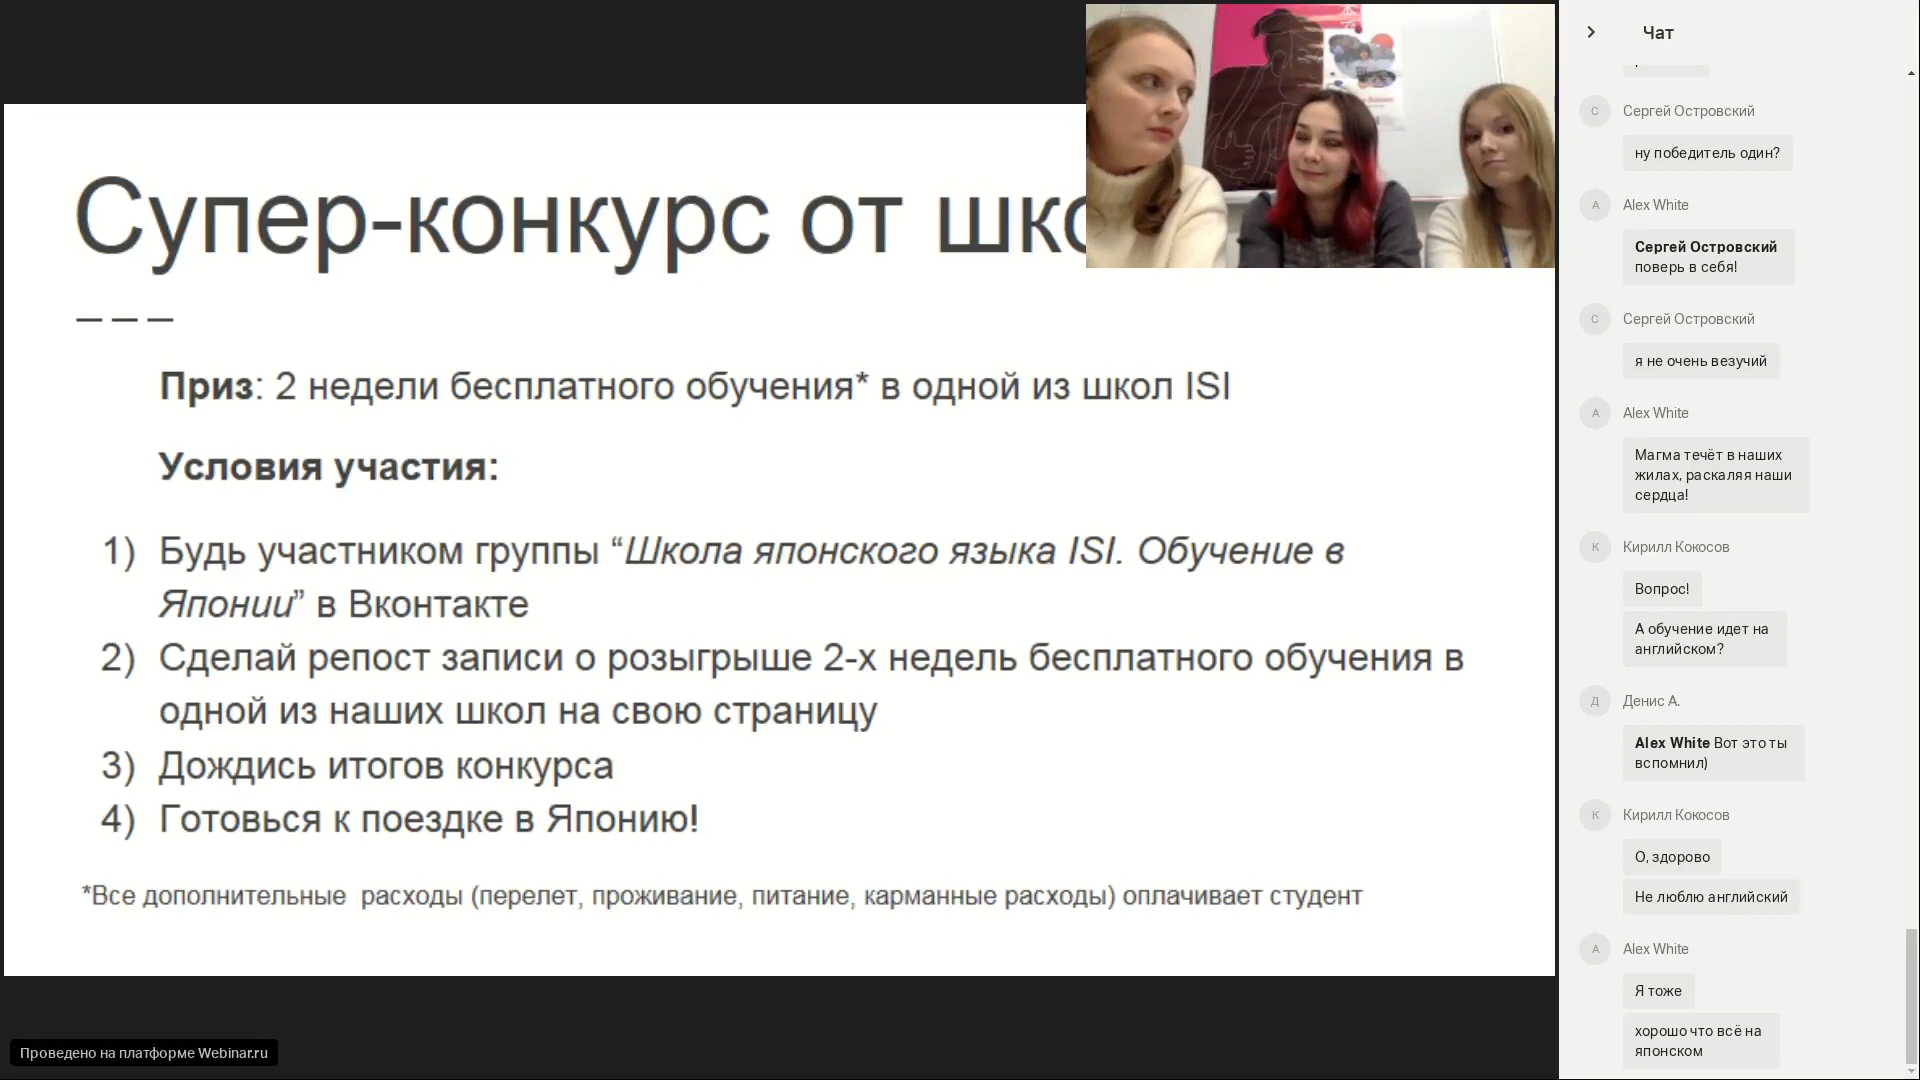 Супер-конкурс от шк
Приз: 2 недели бесплатного обучения* в одной из школ ISI
Условия участия:
1) Будь участником группы “Школа японского языка ISI. Обучение в
Японии” в Вконтакте
2) Сделай репост записи о розыгрыше 2-х недель бесплатного обучения в
одной из наших школ на свою страницу
3) Дождись итогов конкурса
4) Готовься к поездке в Японию!
*Все дополнительные расходы (перелет, проживание, питание, карманные расходы) оплачивает студент
Проведено на платформе Webinar.ru
Чат
С
Сергей Островский
ну победитель один?
A
Alex White
Сергей Островский
поверь в себя!
С
Сергей Островский
я не очень везучий
A
Alex White
Магма течёт в наших
жилах, раскаляя наши
сердца!
К
Кирилл Кокосов
Вопрос!
А обучение идет на
английском?
Д
Денис А.
Alex White Вот это ты
вспомнил)
К
Кирилл Кокосов
О, здорово
Не люблю английский
A
Alex White
Я тоже
хорошо что всё на
японском